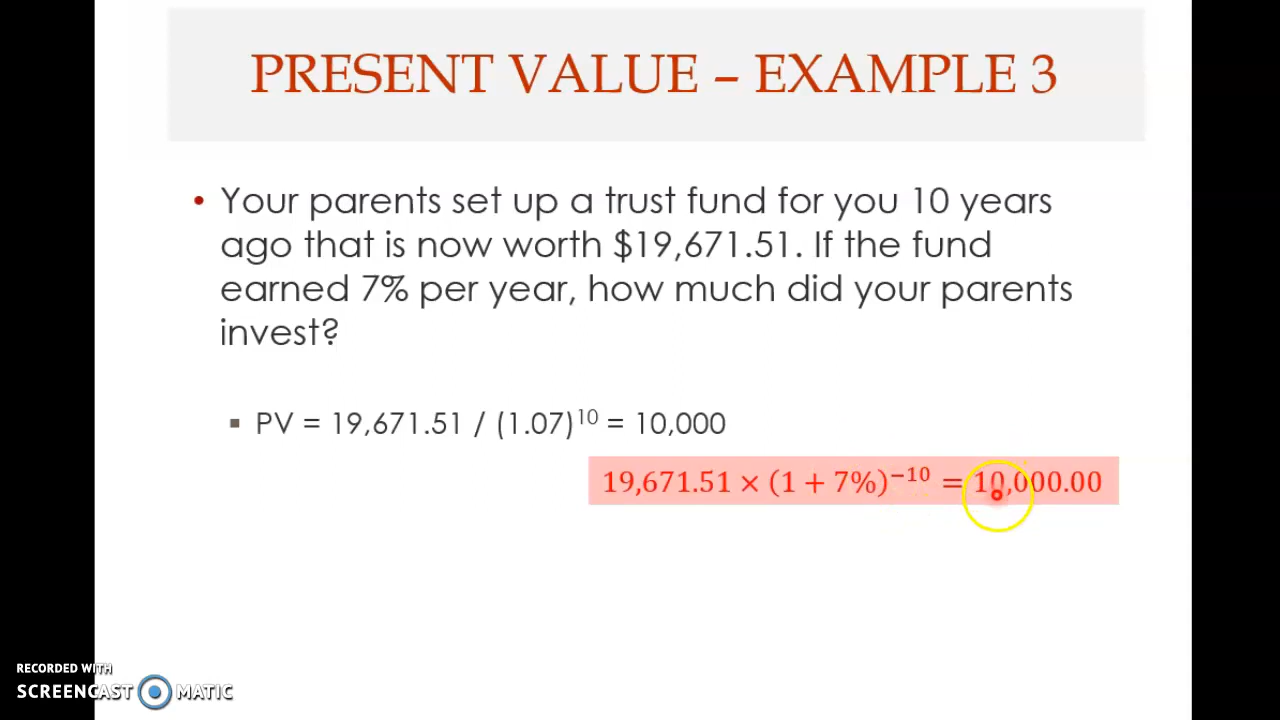 PRESENT VALUE – EXAMPLE 3
• Your parents set up a trust fund for you 10 years
ago that is now worth $19,671.51. If the fund
earned 7% per year, how much did your parents
invest?
▪ PV = 19,671.51 / (1.07)¹⁰ = 10,000
19,671.51 × (1 + 7%)⁻¹⁰ = 10,000.00
RECORDED WITH
SCREENCAST MATIC